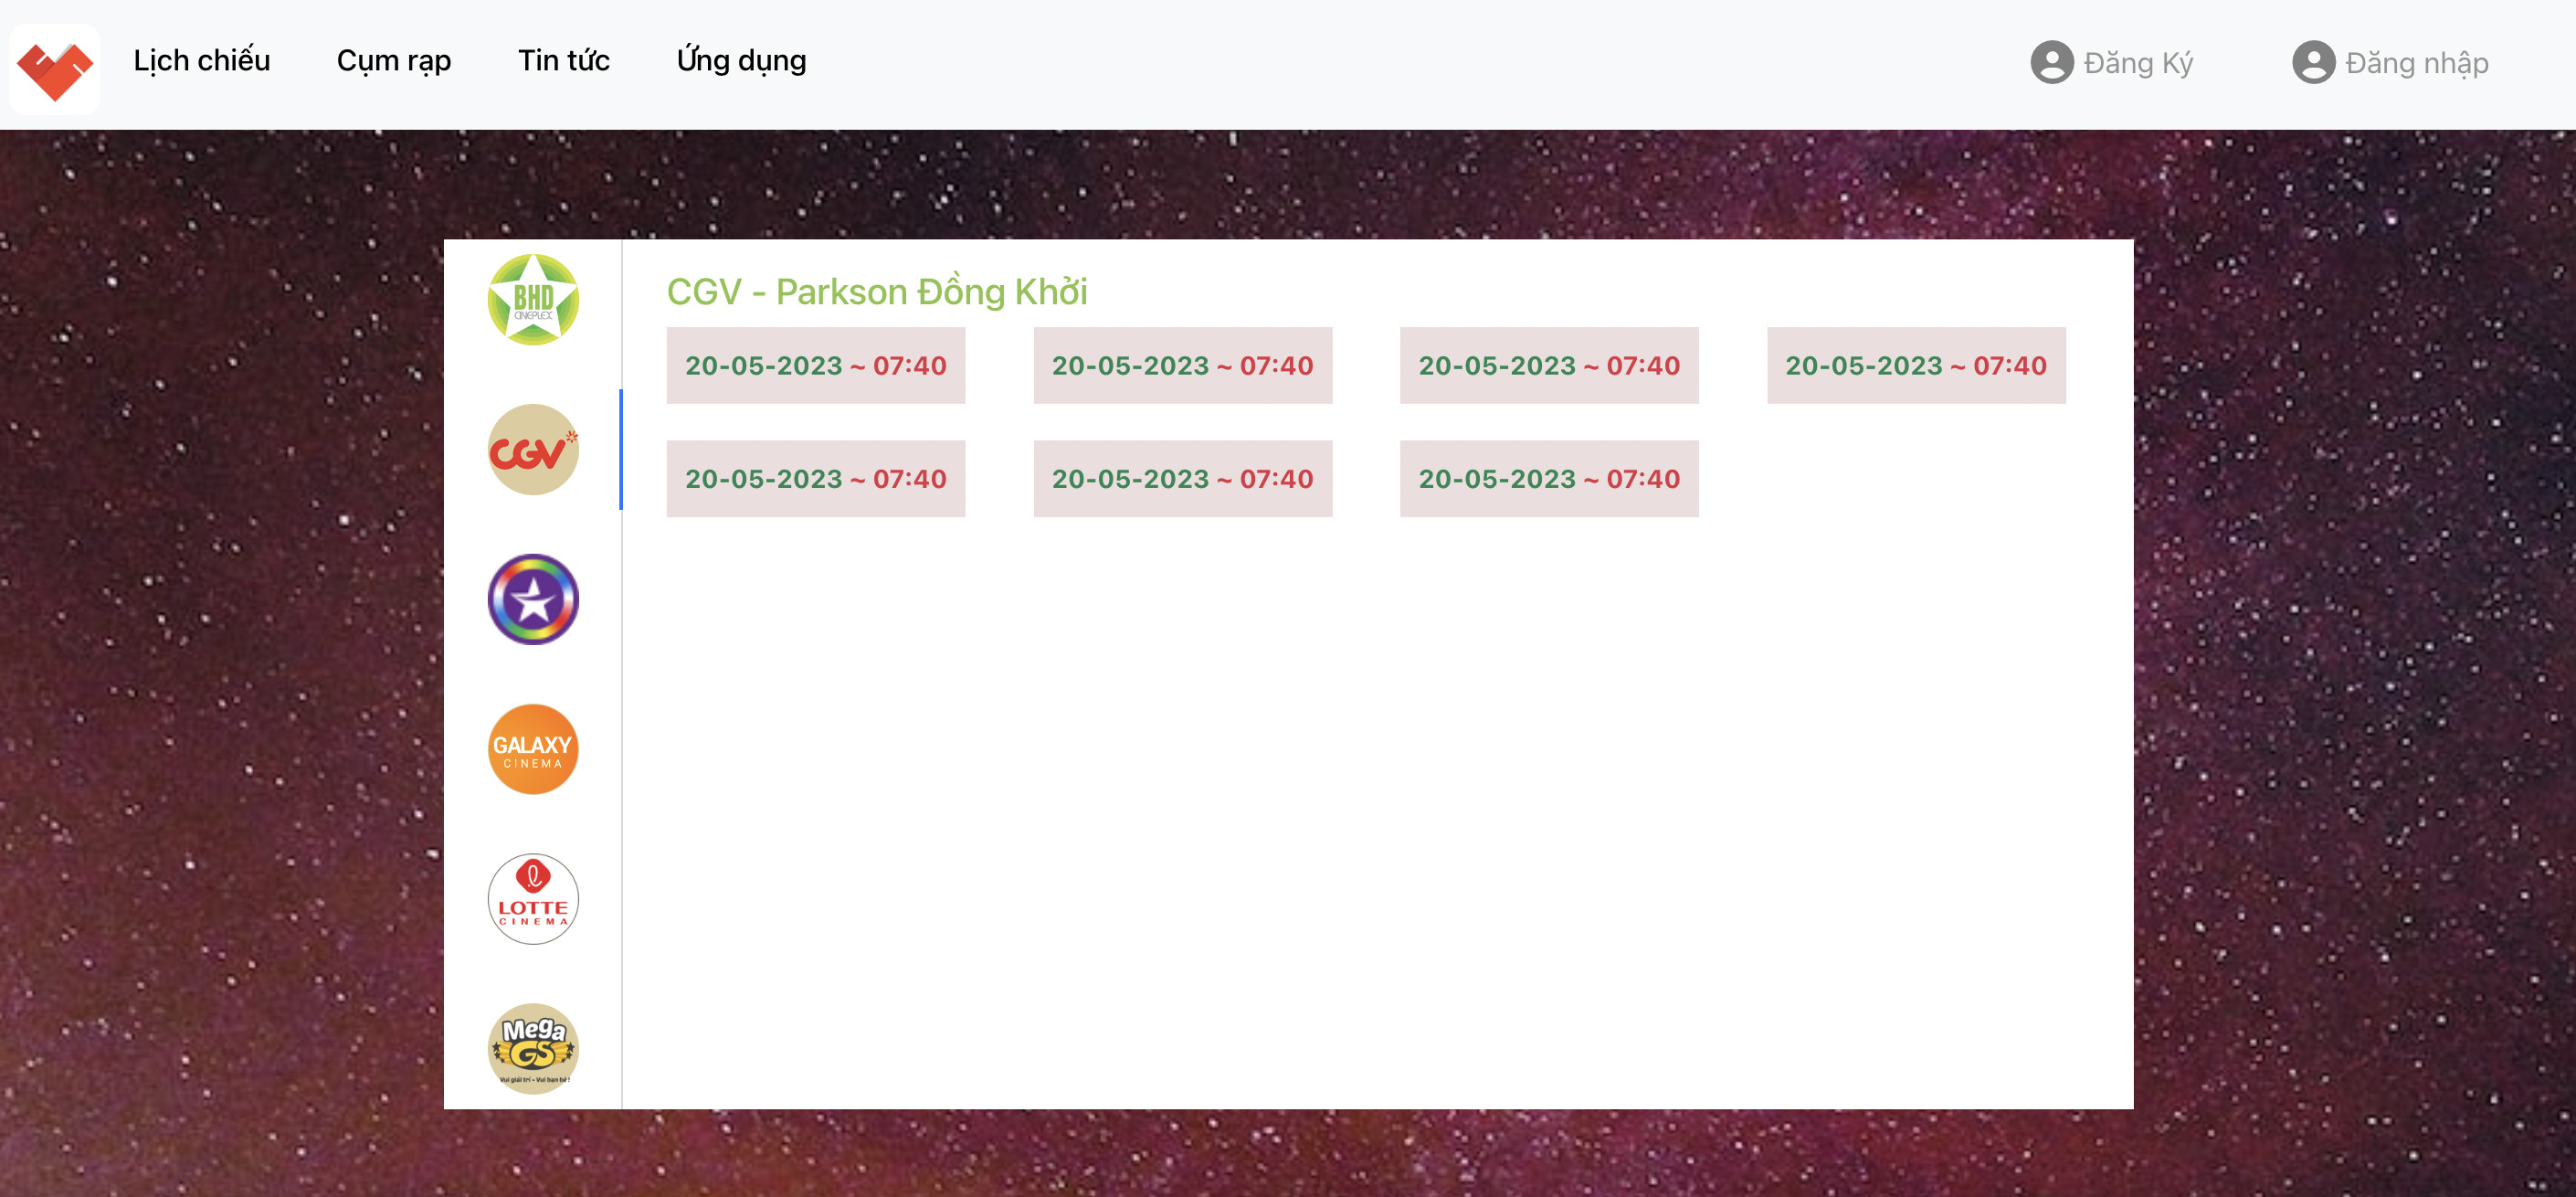 Lịch chiếu Cụm rạp Tin tức Ứng dụng Đăng Ký Đăng nhập
BHD
CINEPLEX
CGV
GALAXY
CINEMA
LOTTE
CINEMA
Mega
GS
Vui giải trí - Vui bạn bè !
CGV - Parkson Đồng Khởi
20-05-2023 ~ 07:40 20-05-2023 ~ 07:40 20-05-2023 ~ 07:40 20-05-2023 ~ 07:40
20-05-2023 ~ 07:40 20-05-2023 ~ 07:40 20-05-2023 ~ 07:40